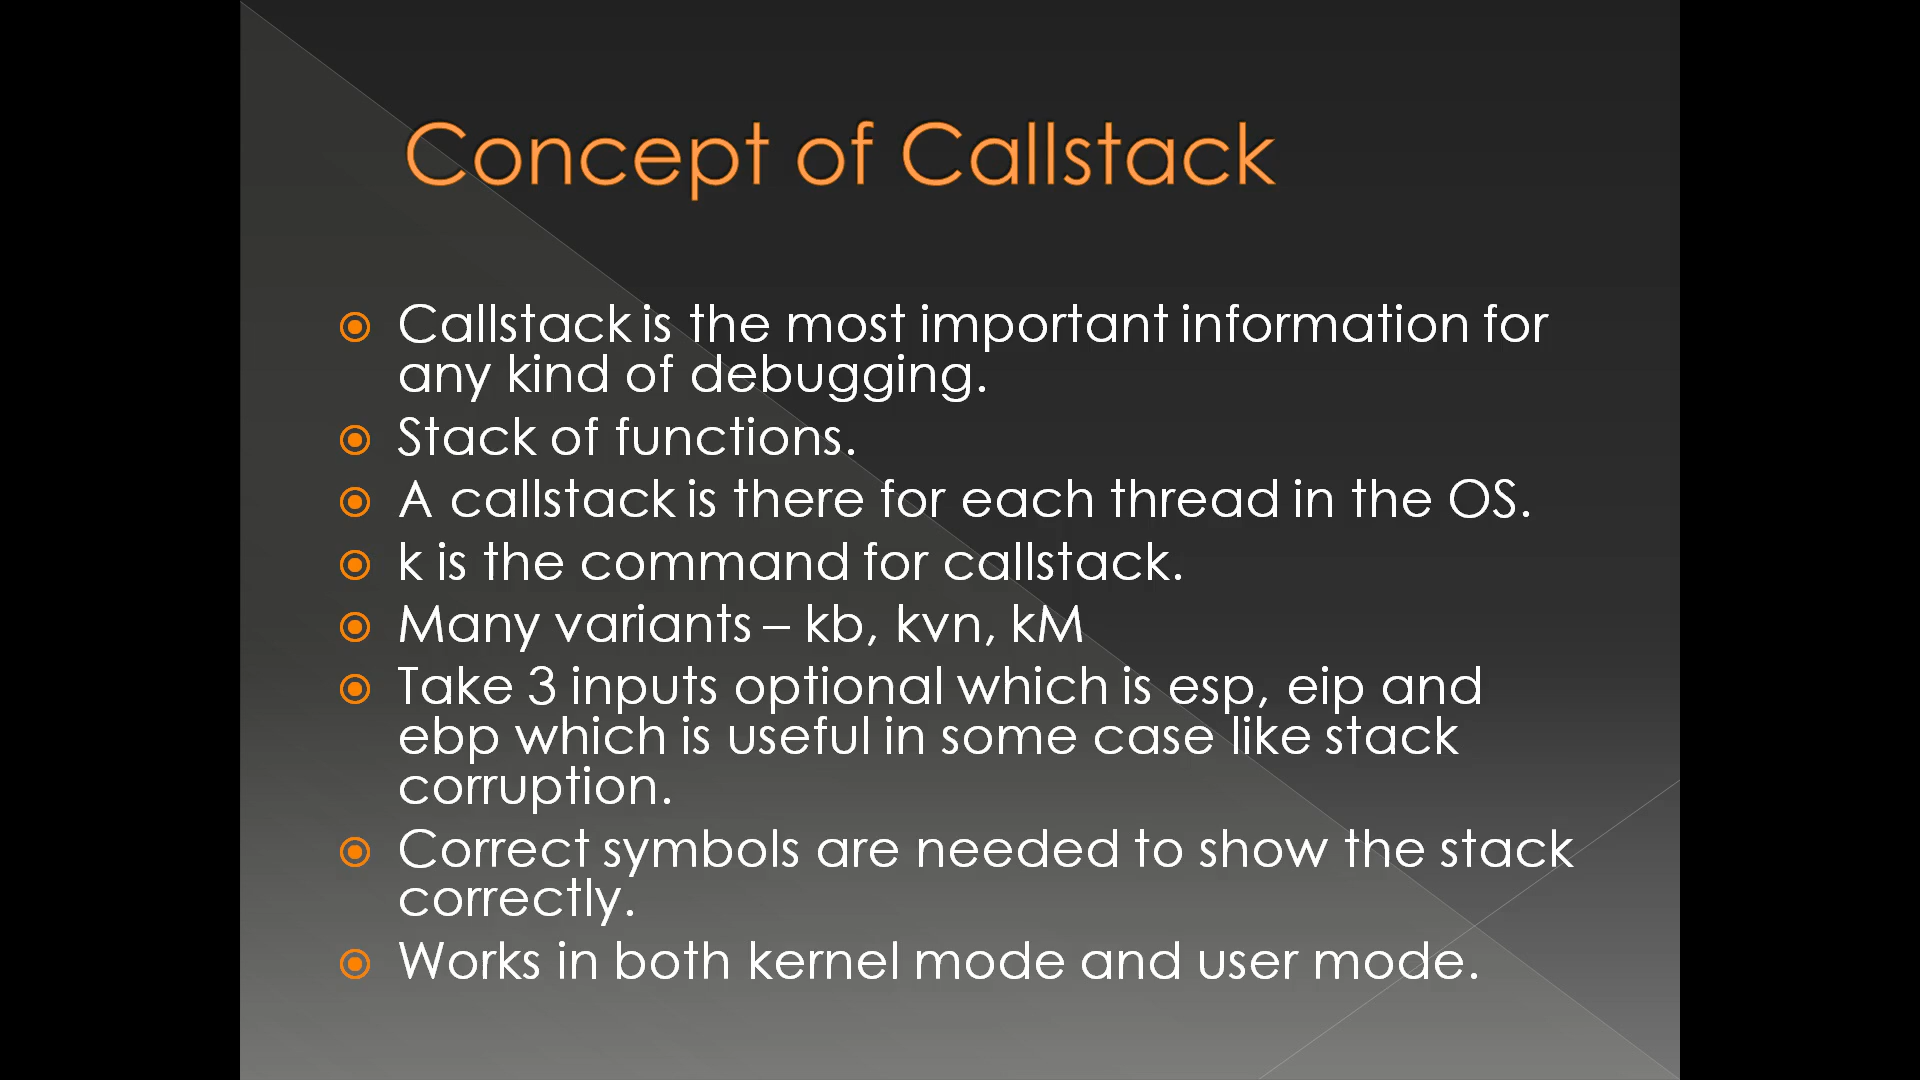 Concept of Callstack
Callstack is the most important information for
any kind of debugging.
Stack of functions.
A callstack is there for each thread in the OS.
k is the command for callstack.
Many variants – kb, kvn, kM
Take 3 inputs optional which is esp, eip and
ebp which is useful in some case like stack
corruption.
Correct symbols are needed to show the stack
correctly.
Works in both kernel mode and user mode.